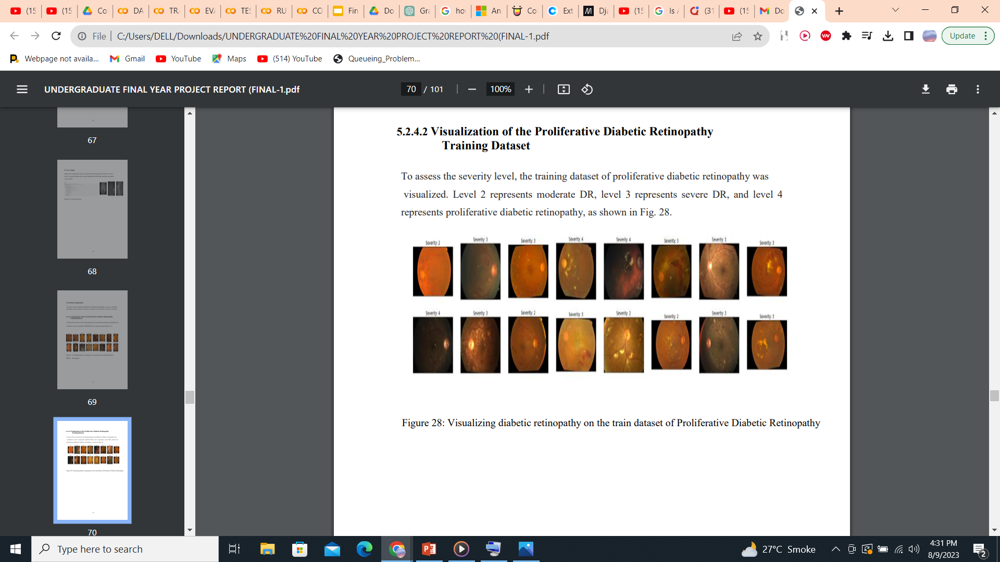 (15
(15
Co
DA
TR
EV
TES
RU
CO
Fin
Do
Gra
ho
An
Co
Ext
Dja
(15
Is
(31
(15
Do
File
C:/Users/DELL/Downloads/UNDERGRADUATE%20FINAL%20YEAR%20PROJECT%20REPORT%20(FINAL-1.pdf
Update
Webpage not availa...
Gmail
YouTube
Maps
(514) YouTube
Queueing_Problem...
UNDERGRADUATE FINAL YEAR PROJECT REPORT (FINAL-1.pdf
70 / 101
100%
67
68
69
70
5.2.4.2 Visualization of the Proliferative Diabetic Retinopathy
Training Dataset
To assess the severity level, the training dataset of proliferative diabetic retinopathy was
visualized. Level 2 represents moderate DR, level 3 represents severe DR, and level 4
represents proliferative diabetic retinopathy, as shown in Fig. 28.
Severity: 2
Severity: 3
Severity: 3
Severity: 4
Severity: 4
Severity: 3
Severity: 3
Severity: 3
Severity: 4
Severity: 3
Severity: 2
Severity: 3
Severity: 2
Severity: 2
Severity: 3
Severity: 3
Figure 28: Visualizing diabetic retinopathy on the train dataset of Proliferative Diabetic Retinopathy
Type here to search
27°C Smoke
4:31 PM
8/9/2023
2